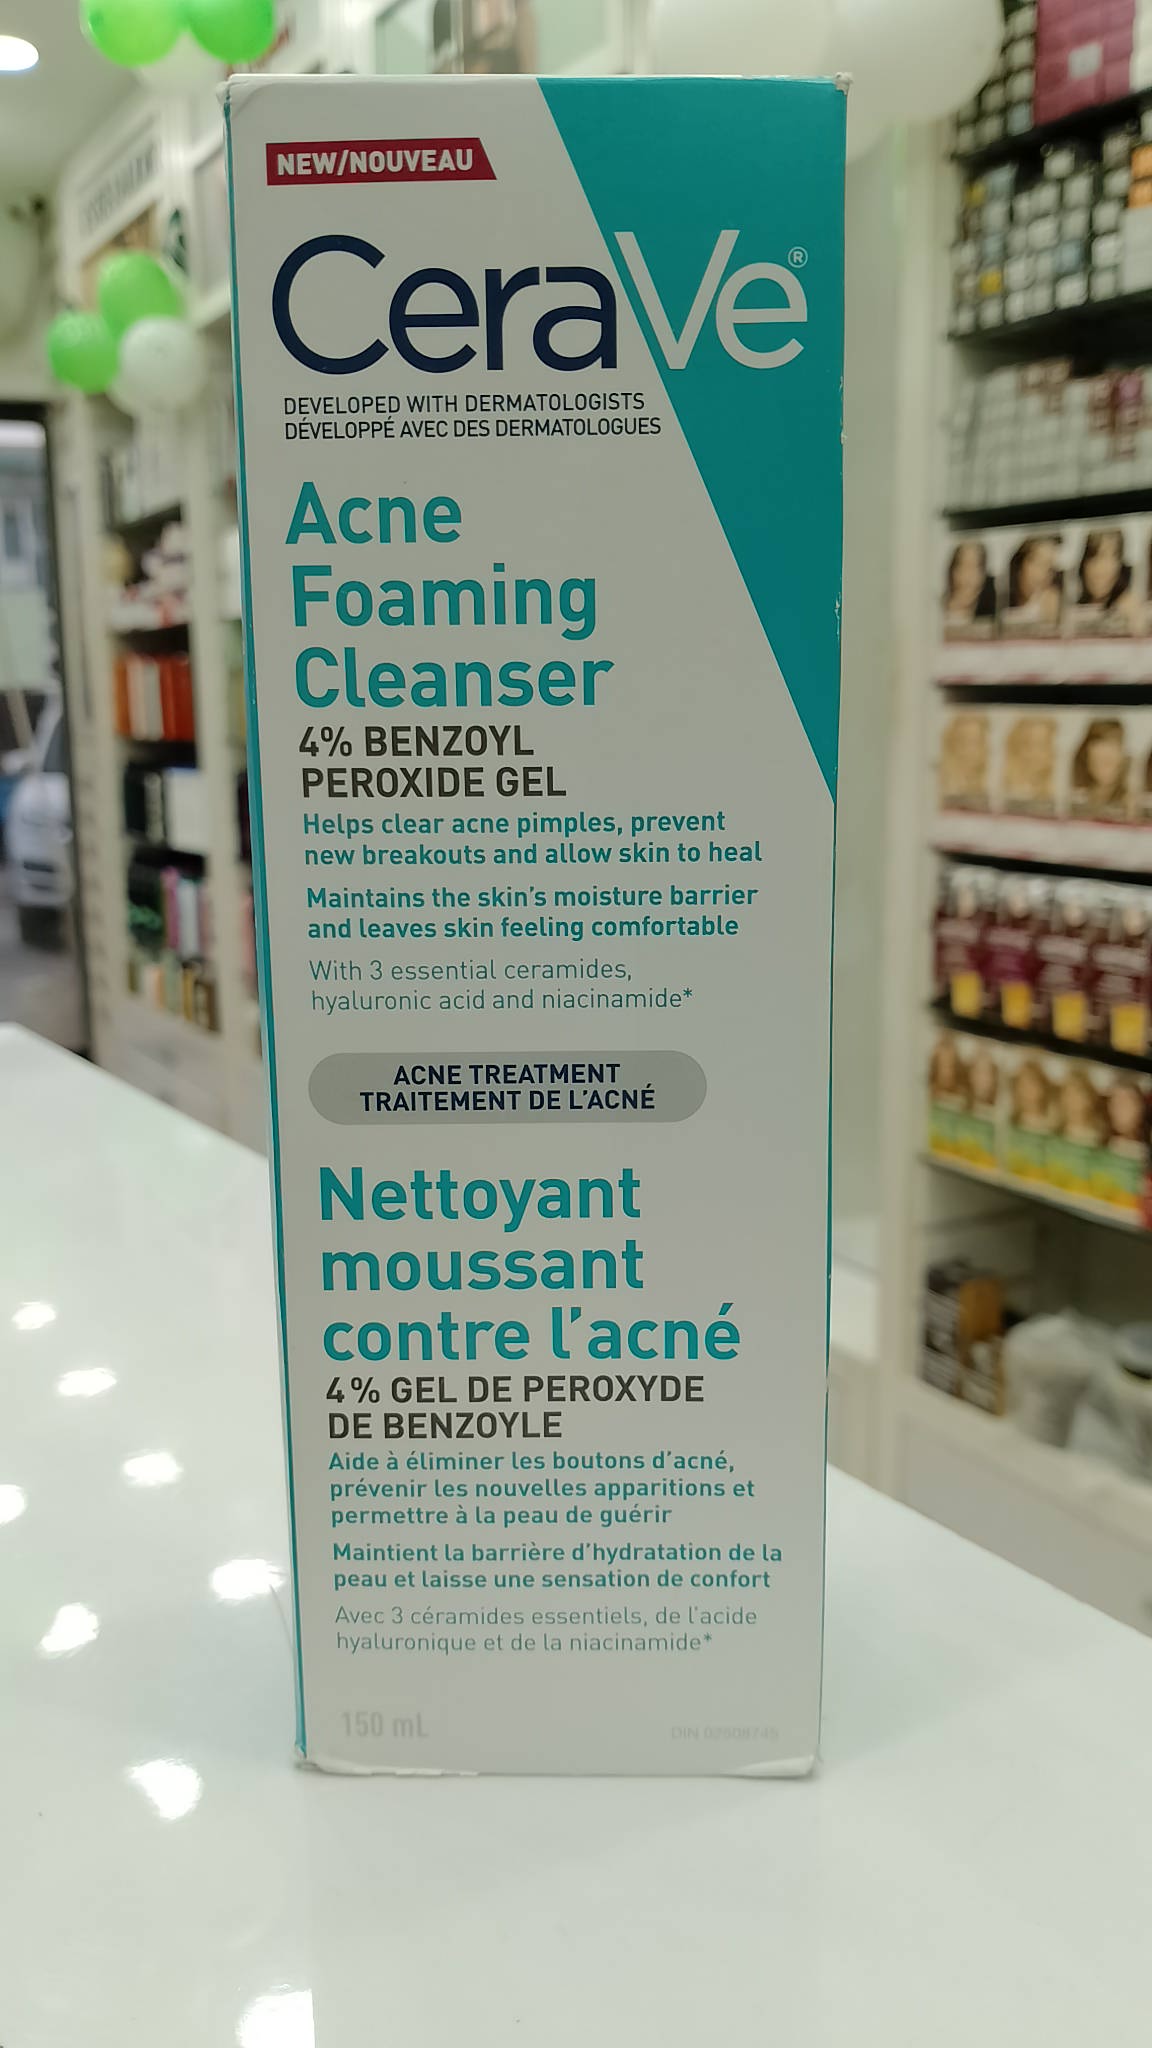 NEW/NOUVEAU
CeraVe®
DEVELOPED WITH DERMATOLOGISTS
DÉVELOPPÉ AVEC DES DERMATOLOGUES
Acne
Foaming
Cleanser
4% BENZOYL
PEROXIDE GEL
Helps clear acne pimples, prevent
new breakouts and allow skin to heal
Maintains the skin's moisture barrier
and leaves skin feeling comfortable
With 3 essential ceramides,
hyaluronic acid and niacinamide*
ACNE TREATMENT
TRAITEMENT DE L'ACNÉ
Nettoyant
moussant
contre l'acné
4% GEL DE PEROXYDE
DE BENZOYLE
Aide à éliminer les boutons d'acné,
prévenir les nouvelles apparitions et
permettre à la peau de guérir
Maintient la barrière d'hydratation de la
peau et laisse une sensation de confort
Avec 3 céramides essentiels, de l'acide
hyaluronique et de la niacinamide*
150 mL
DIN